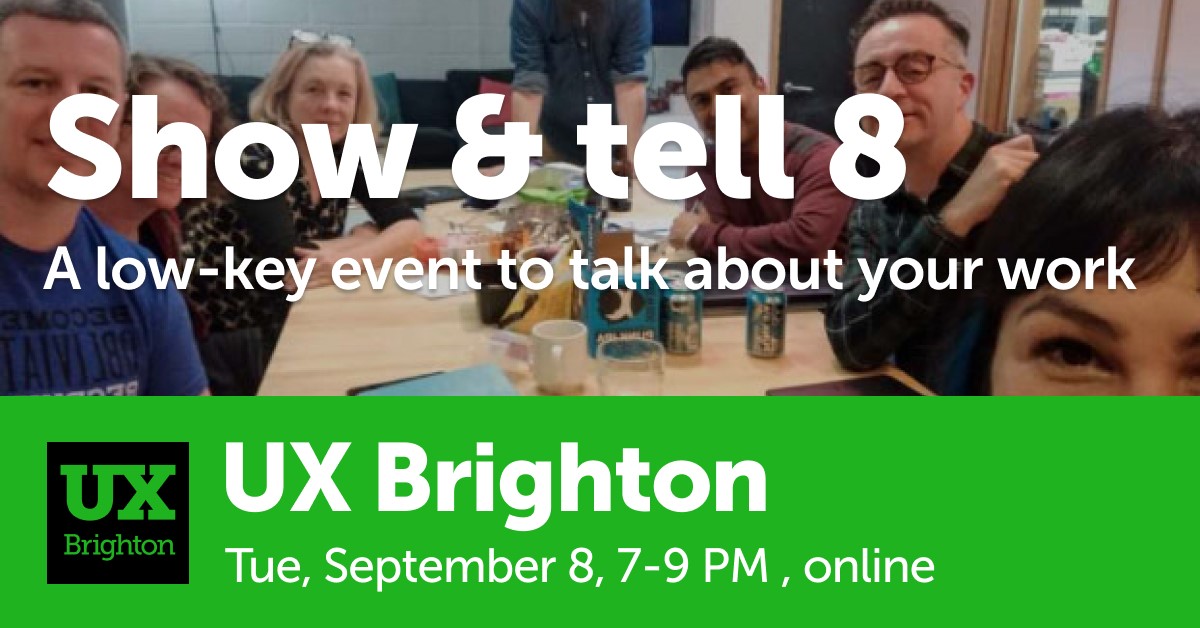 Show & tell 8
A low-key event to talk about your work
BECOME
UX
Brighton
UX Brighton
Tue, September 8, 7-9 PM , online